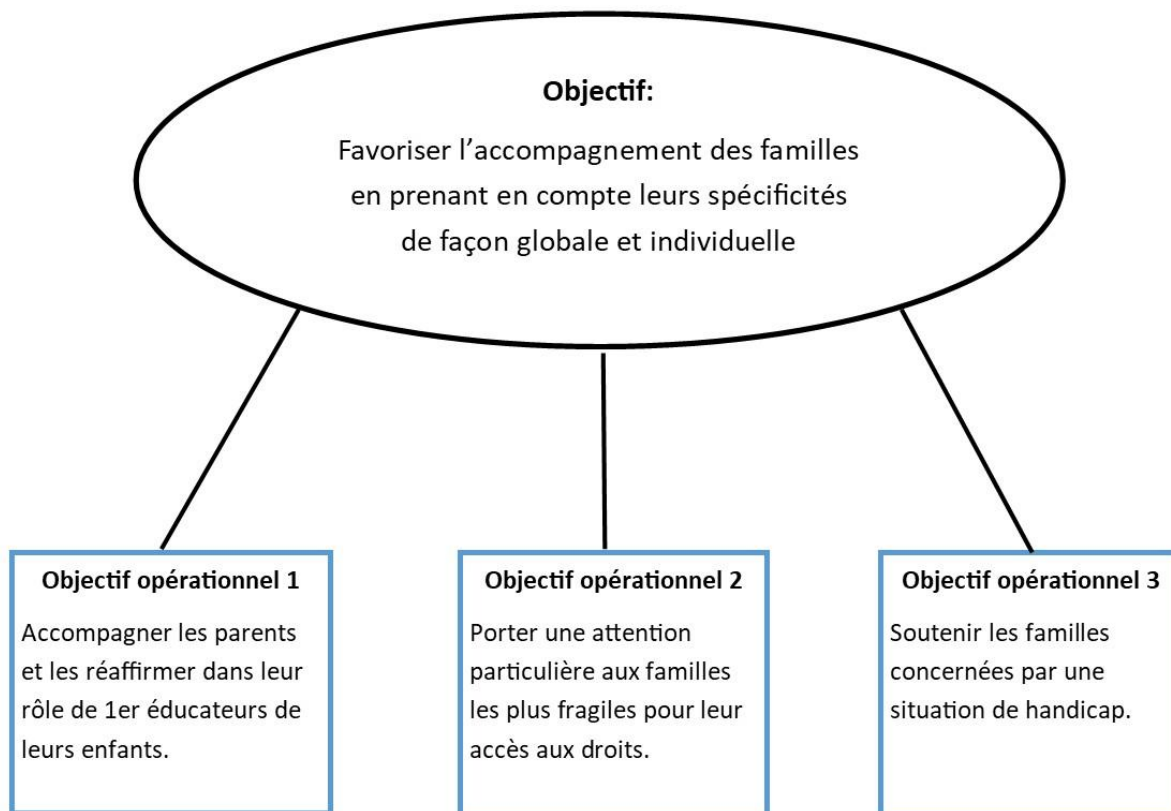 Objectif:
Favoriser l’accompagnement des familles
en prenant en compte leurs spécificités
de façon globale et individuelle
Objectif opérationnel 1
Accompagner les parents
et les réaffirmer dans leur
rôle de 1er éducateurs de
leurs enfants.
Objectif opérationnel 2
Porter une attention
particulière aux familles
les plus fragiles pour leur
accès aux droits.
Objectif opérationnel 3
Soutenir les familles
concernées par une
situation de handicap.